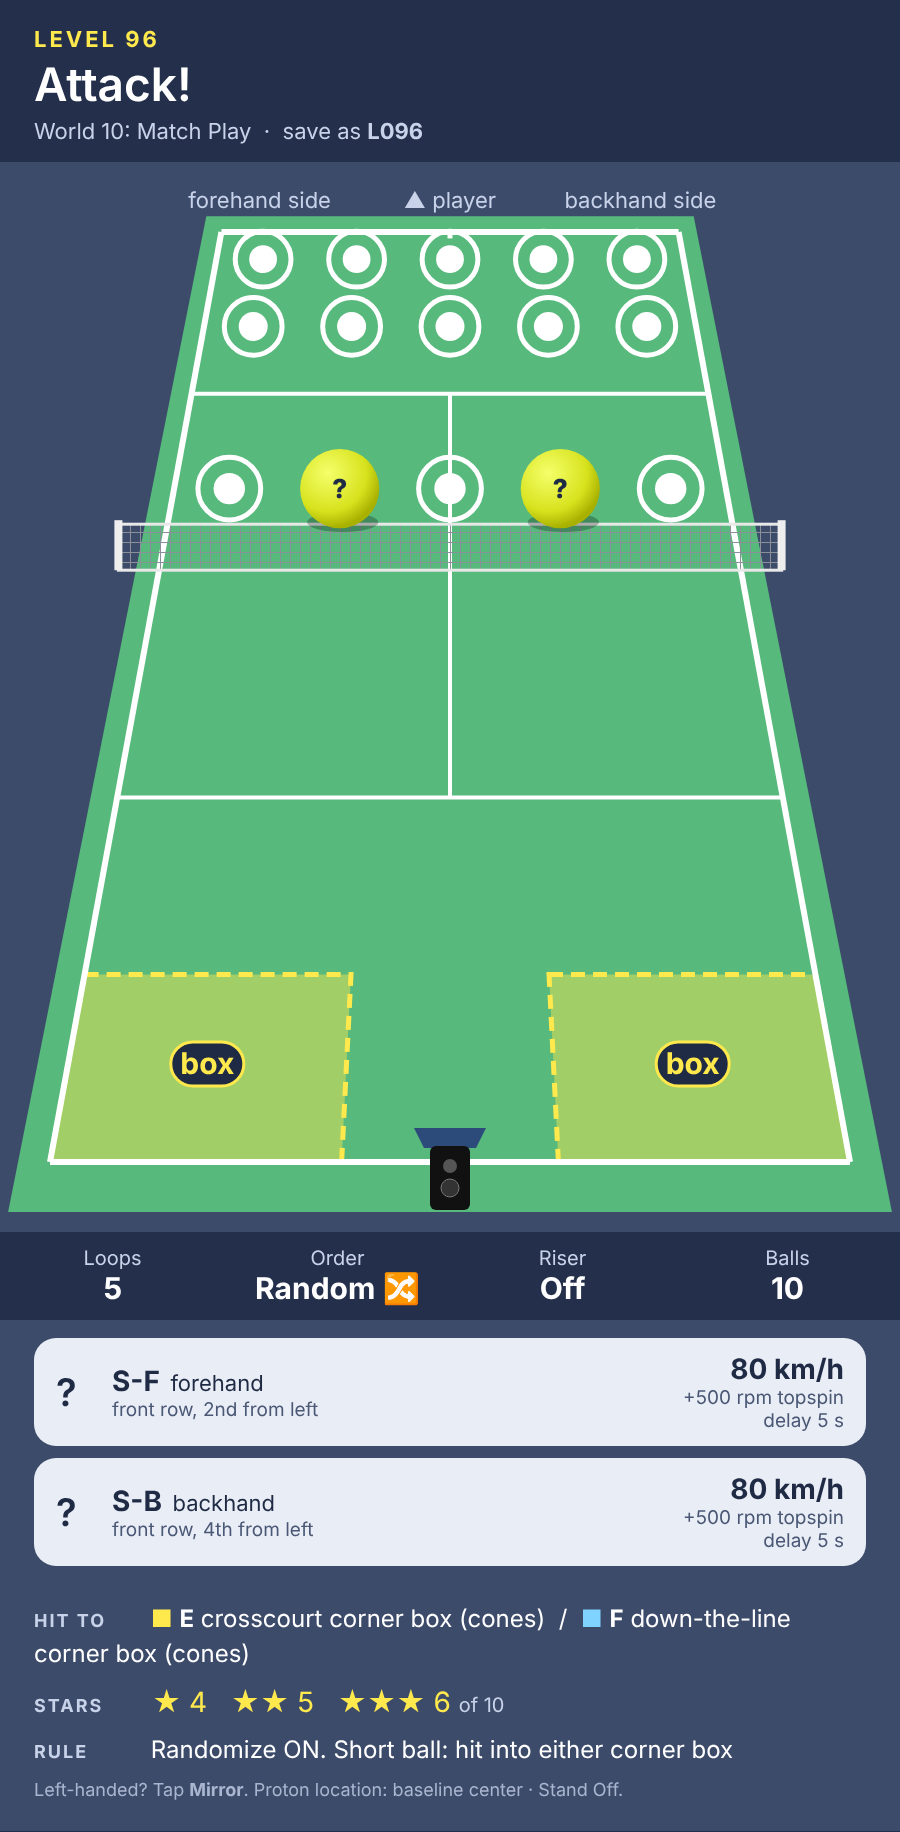 LEVEL 96
Attack!
World 10: Match Play · save as L096
forehand side ▲ player backhand side
? ?
box box
Loops Order Riser Balls
5 Random 🔀 Off 10
? S-F forehand 80 km/h
front row, 2nd from left +500 rpm topspin
delay 5 s
? S-B backhand 80 km/h
front row, 4th from left +500 rpm topspin
delay 5 s
HIT TO E crosscourt corner box (cones) / F down-the-line
corner box (cones)
STARS ★ 4 ★★ 5 ★★★ 6 of 10
RULE Randomize ON. Short ball: hit into either corner box
Left-handed? Tap Mirror. Proton location: baseline center · Stand Off.